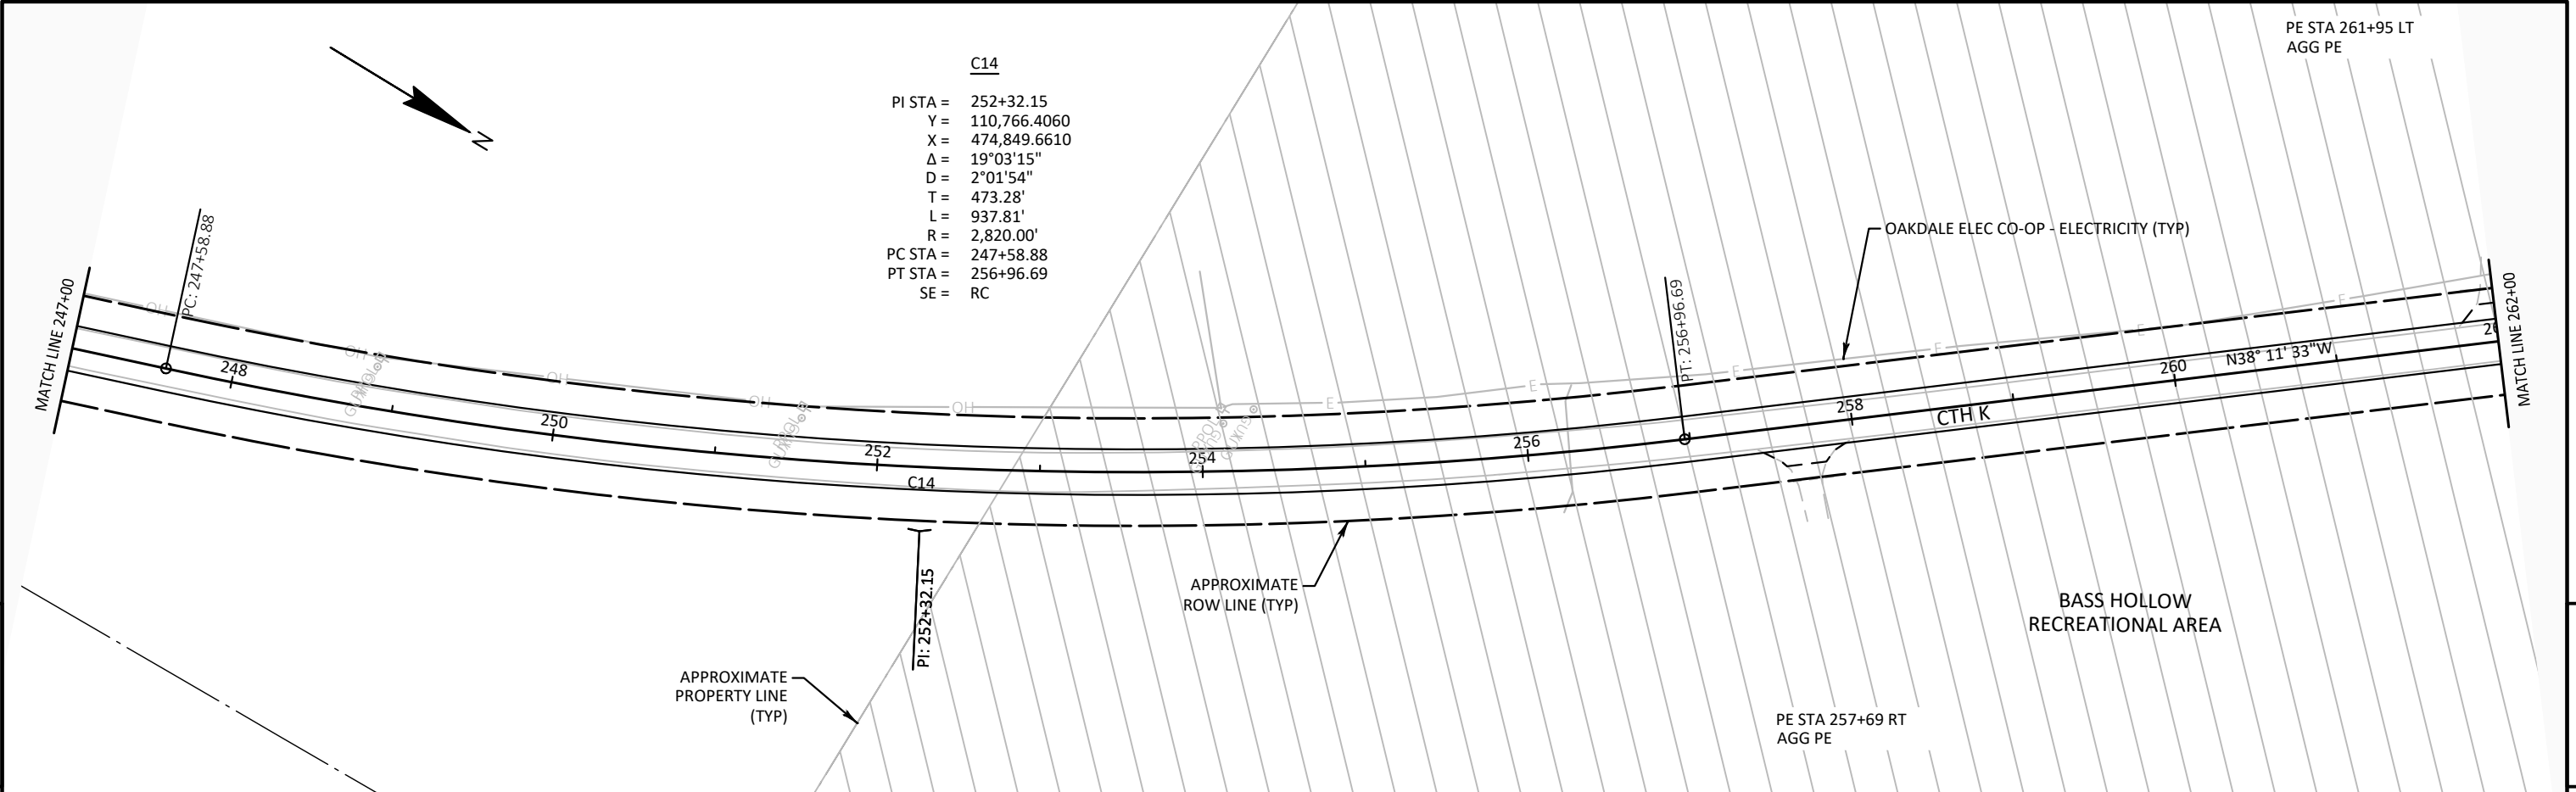 PE STA 261+95 LT
AGG PE
N
C14
PI STA = 252+32.15
Y = 110,766.4060
X = 474,849.6610
Δ = 19°03'15"
D = 2°01'54"
T = 473.28'
L = 937.81'
R = 2,820.00'
PC STA = 247+58.88
PT STA = 256+96.69
SE = RC
MATCH LINE 247+00
PC: 247+58.88
OH
OH
OH
OH
OH
E
E
E
E
E
E
248
250
252
254
256
258
260
C14
PT: 256+96.69
OAKDALE ELEC CO-OP - ELECTRICITY (TYP)
CTH K
N38° 11' 33"W
MATCH LINE 262+00
PI: 252+32.15
APPROXIMATE
ROW LINE (TYP)
APPROXIMATE
PROPERTY LINE
(TYP)
BASS HOLLOW
RECREATIONAL AREA
PE STA 257+69 RT
AGG PE